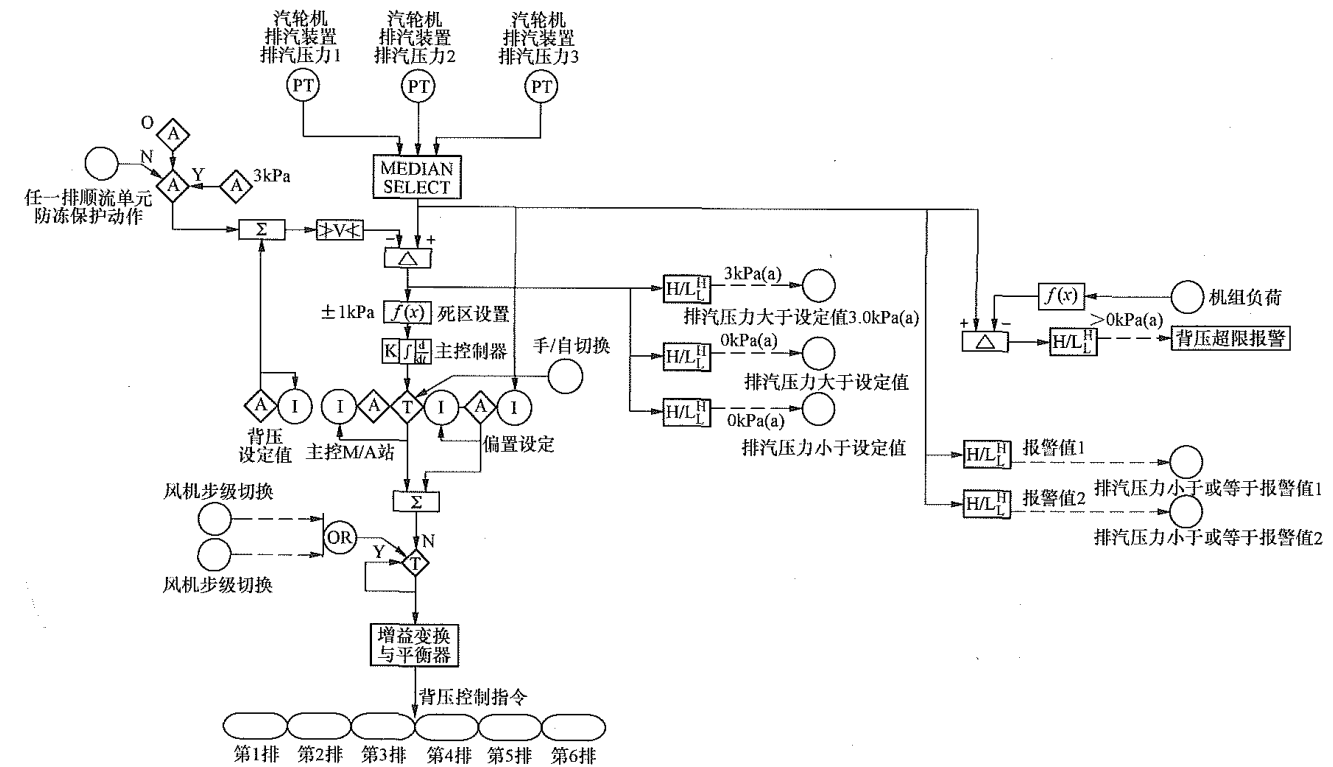 汽轮机
排汽装置
排汽压力1
汽轮机
排汽装置
排汽压力2
汽轮机
排汽装置
排汽压力3
PT
PT
PT
O
A
N
A
Y
A
3kPa
任一排顺流单元
防冻保护动作
MEDIAN
SELECT
Σ
≯V≮
－
+
△
±1kPa
f(x)
死区设置
K ∫ d/kdt
主控制器
手/自切换
A
I
背压
设定值
I
A
T
I
A
I
主控M/A站
偏置设定
H/L H L
3kPa(a)
排汽压力大于设定值3.0kPa(a)
H/L H L
0kPa(a)
排汽压力大于设定值
H/L H L
0kPa(a)
排汽压力小于设定值
f(x)
机组负荷
+
－
△
H/L H L
>0kPa(a)
背压超限报警
H/L H L
报警值1
排汽压力小于或等于报警值1
H/L H L
报警值2
排汽压力小于或等于报警值2
Σ
风机步级切换
OR
风机步级切换
Y
N
T
增益变换
与平衡器
背压控制指令
第1排
第2排
第3排
第4排
第5排
第6排